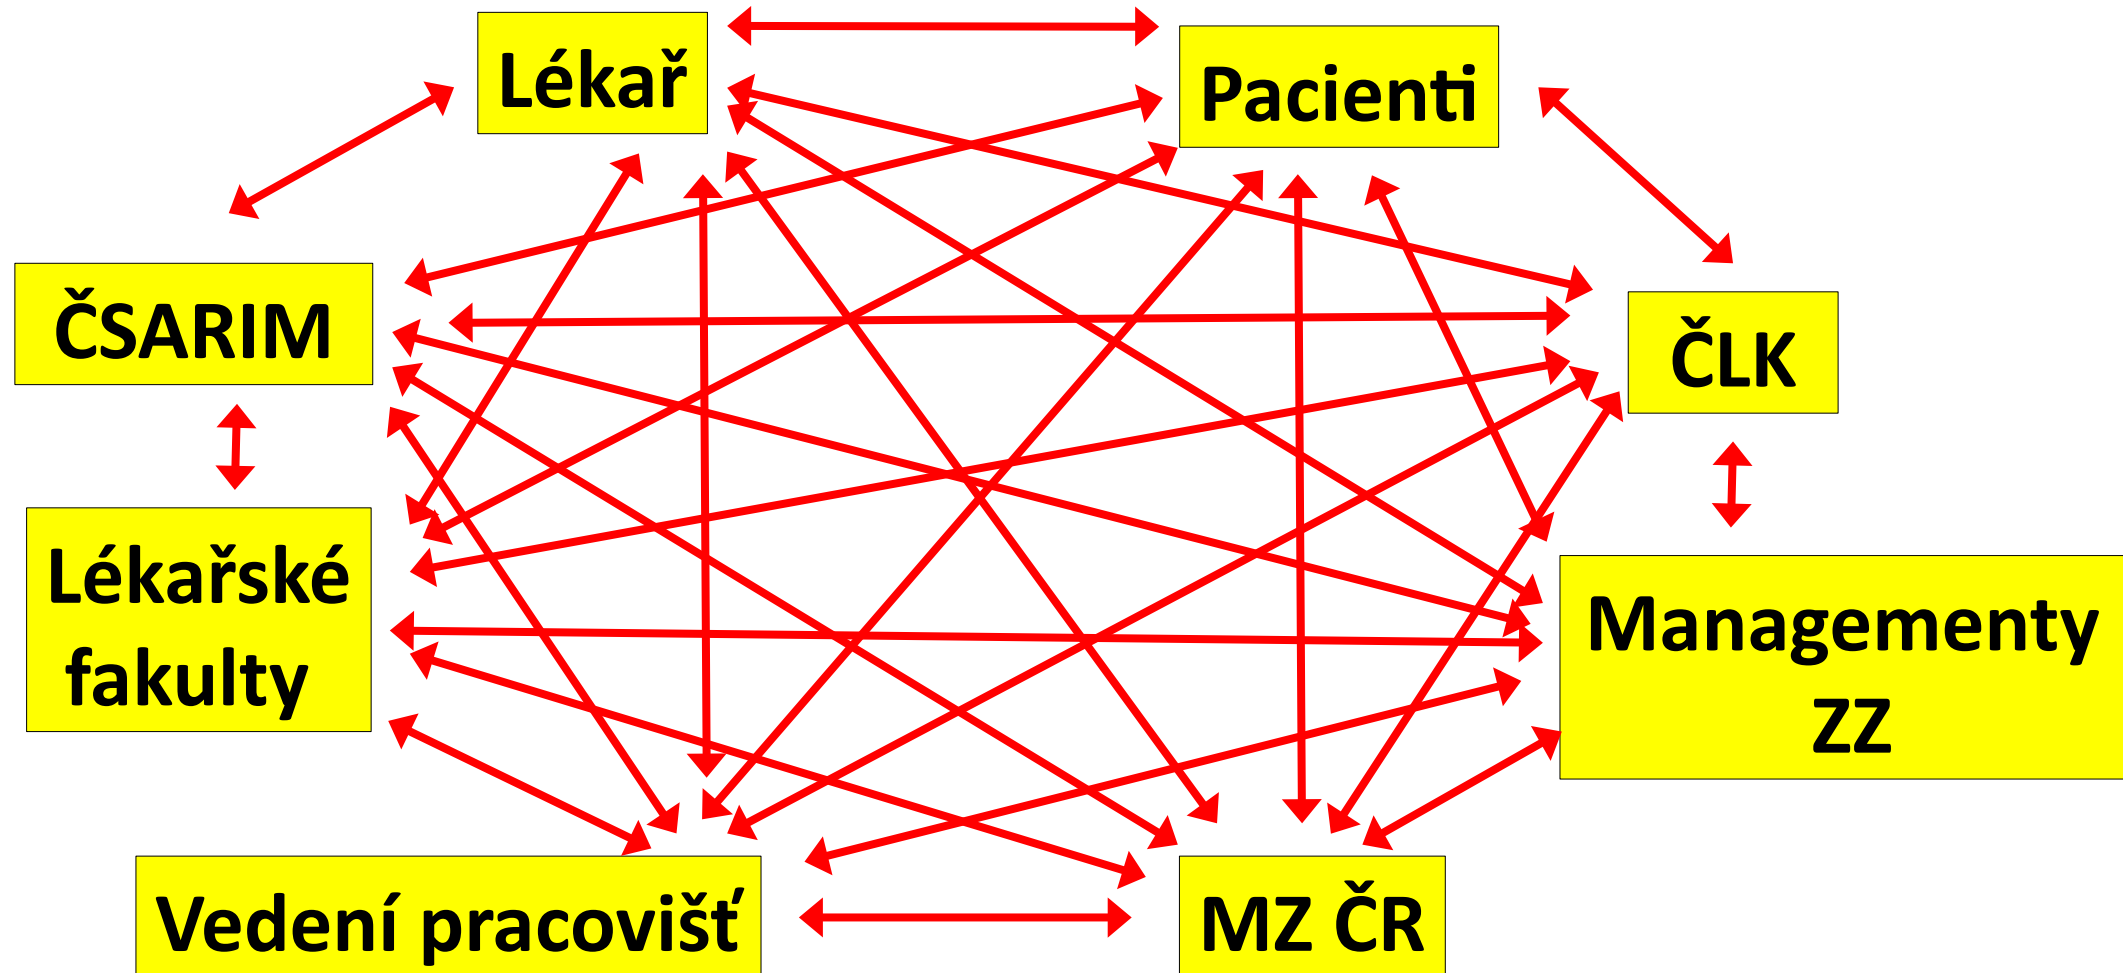 Lékař
Pacienti
ČSARIM
ČLK
Lékařské
fakulty
Managementy
ZZ
Vedení pracovišť
MZ ČR